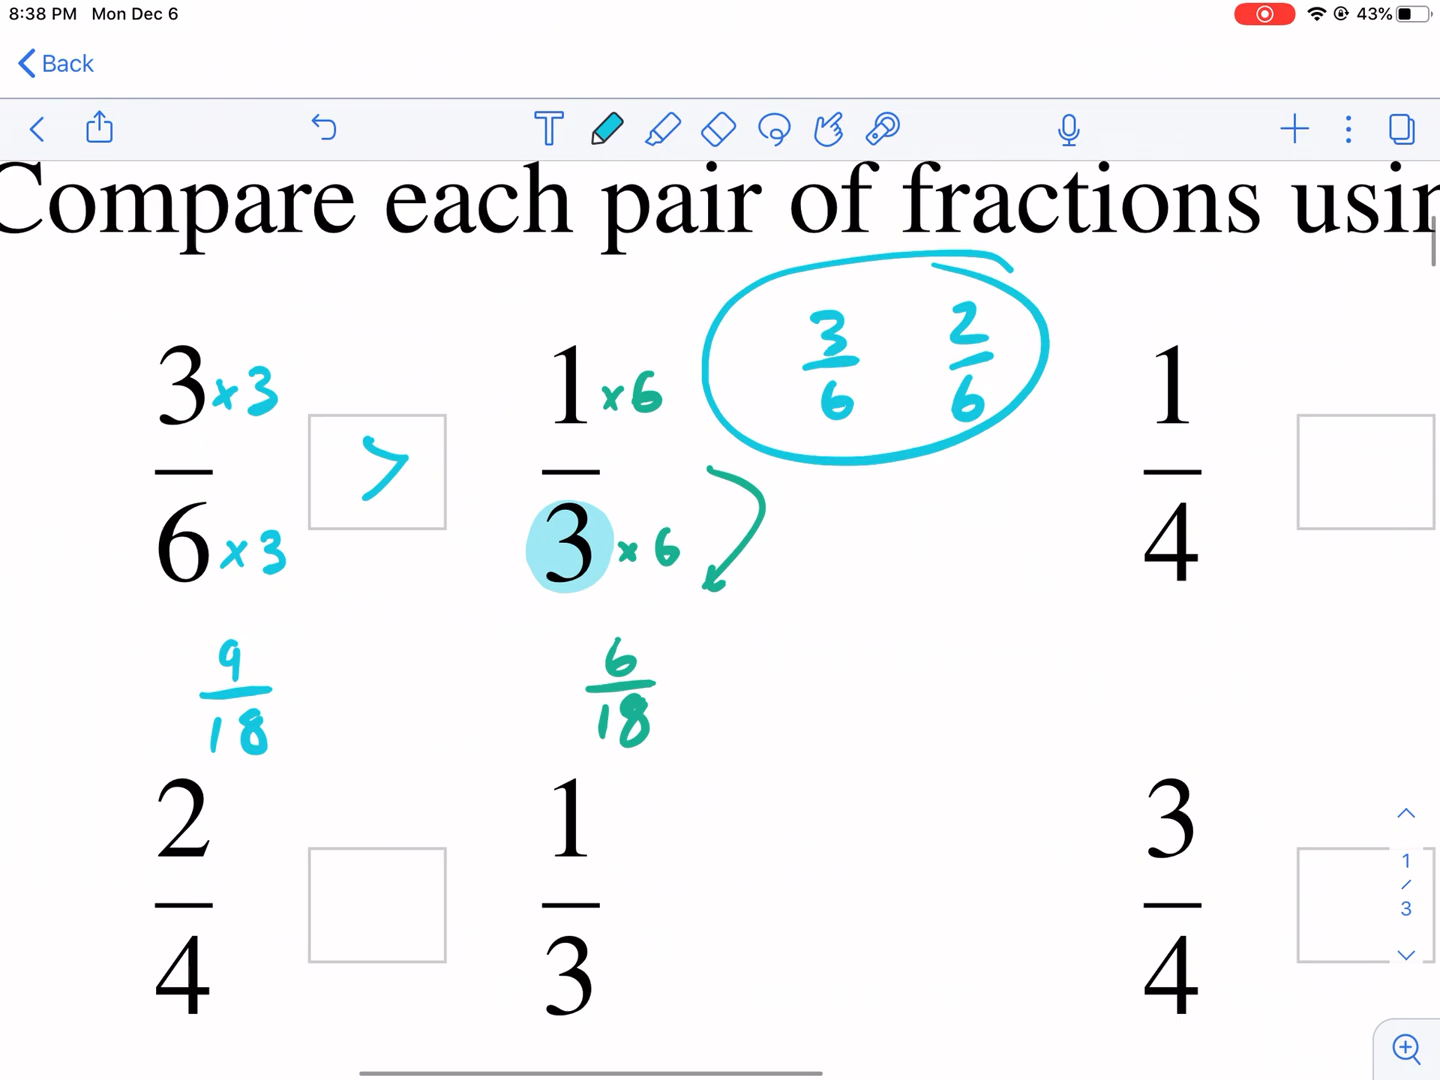 8:38 PM Mon Dec 6
43%
Back
T
Compare each pair of fractions usin
3/6 2/6
3 ×3 1 ×6 1
>
6 ×3 3 ×6 4
9/18 6/18
2 1 3
1
/
3
4 3 4